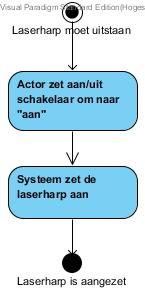 Visual Paradigm Standard Edition(Hoges
Laserharp moet uitstaan
Actor zet aan/uit
schakelaar om naar
"aan"
Systeem zet de
laserharp aan
Laserharp is aangezet